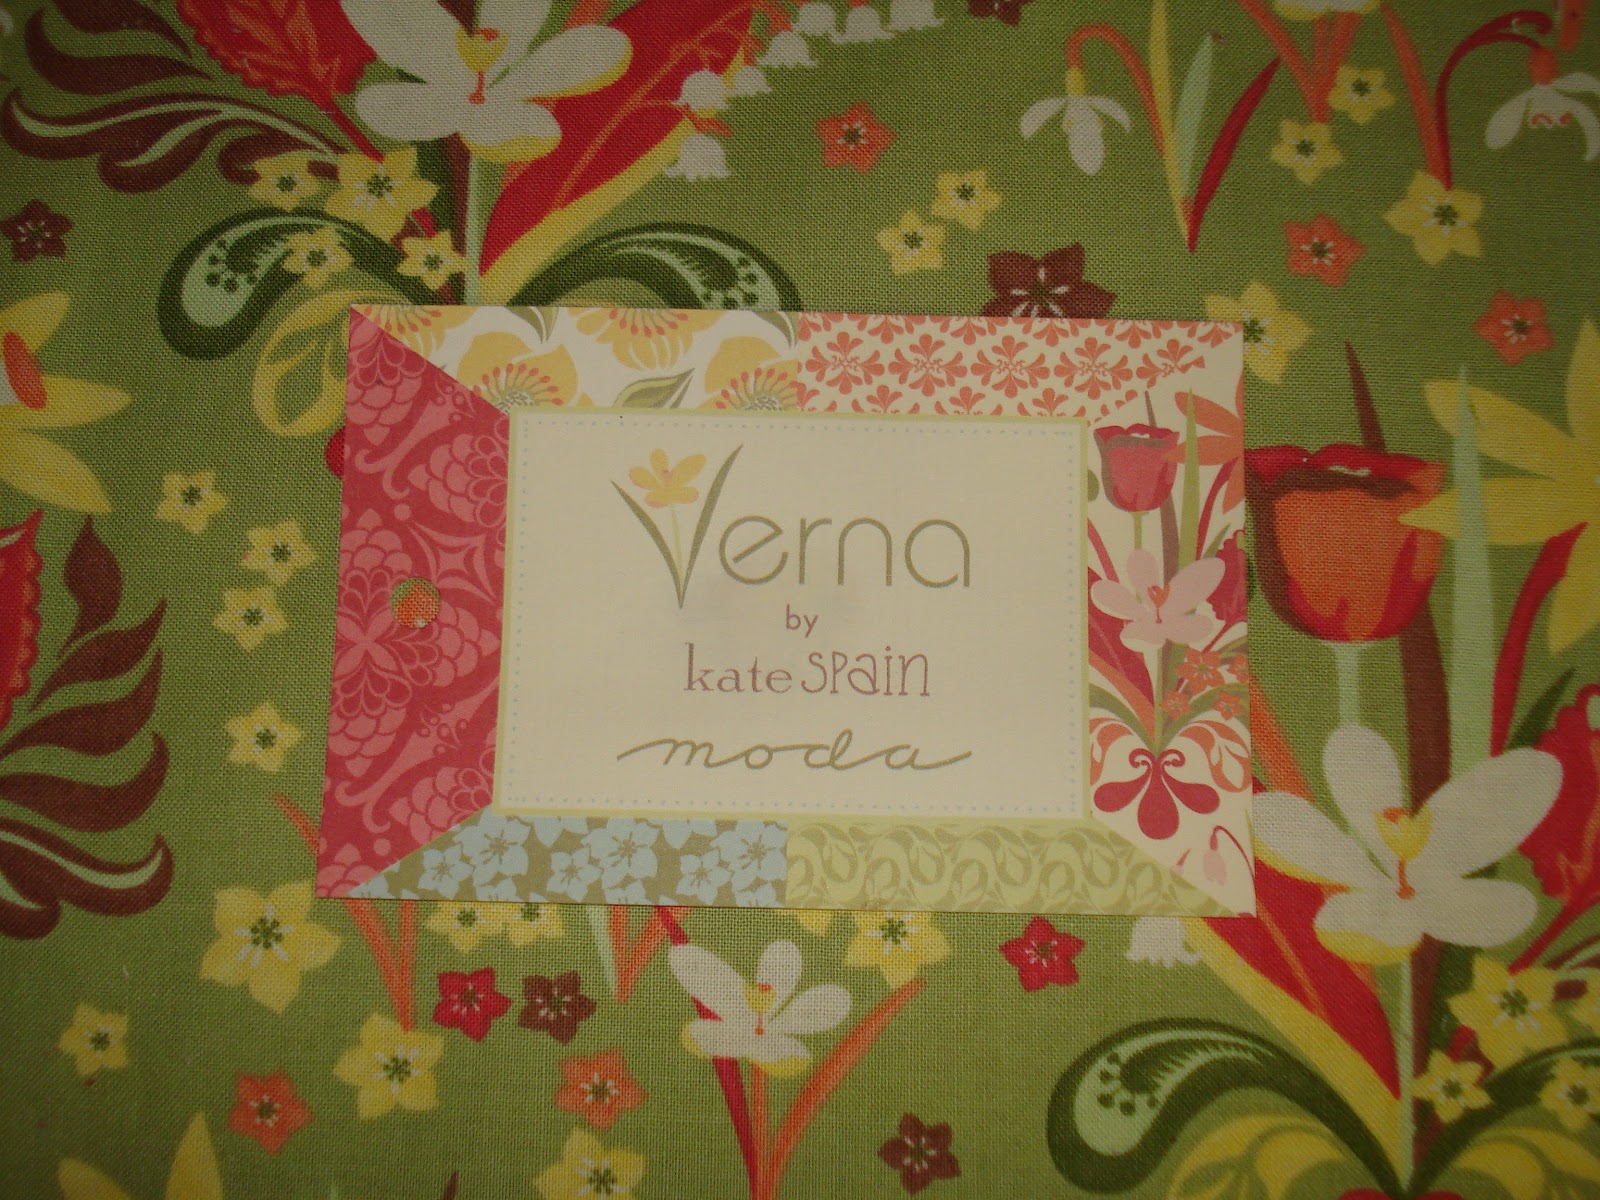 Verna
by
kate spain
moda